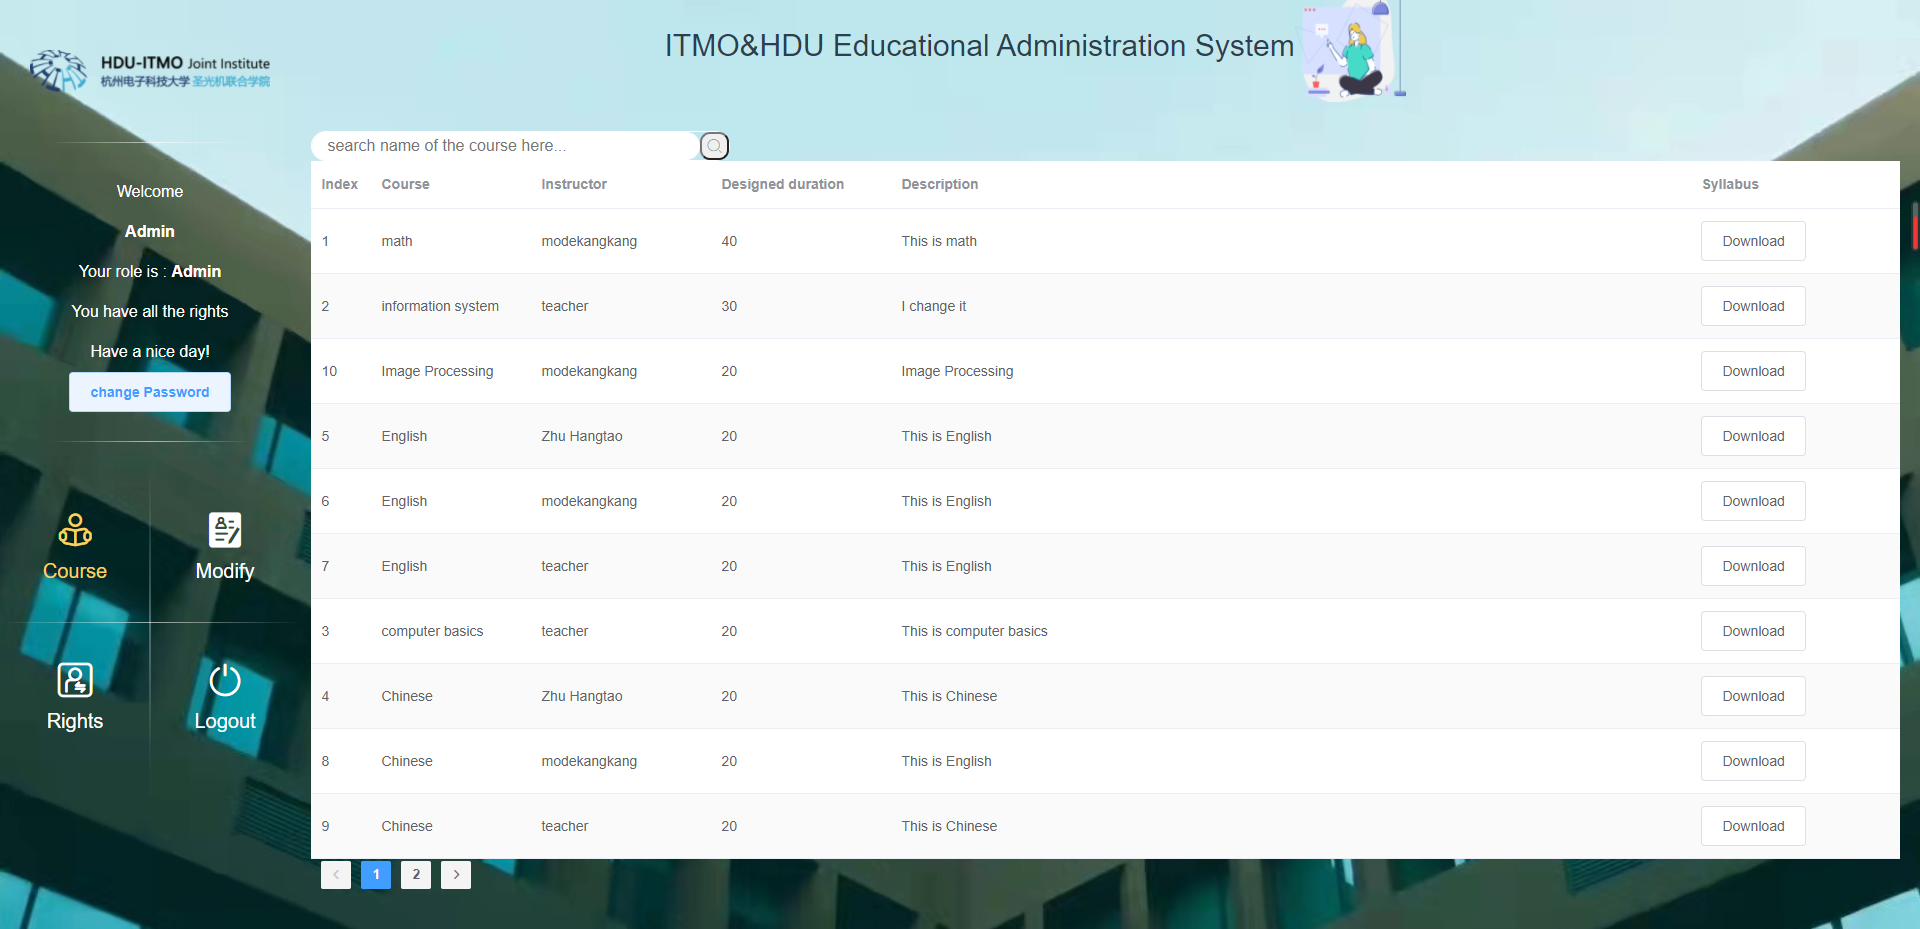 ITMO&HDU Educational Administration System
HDU-ITMO Joint Institute
杭州电子科技大学 圣光机联合学院
Welcome
Admin
Your role is : Admin
You have all the rights
Have a nice day!
change Password
Course
Modify
Rights
Logout
search name of the course here...
Index Course Instructor Designed duration Description Syllabus
1 math modekangkang 40 This is math Download
2 information system teacher 30 I change it Download
10 Image Processing modekangkang 20 Image Processing Download
5 English Zhu Hangtao 20 This is English Download
6 English modekangkang 20 This is English Download
7 English teacher 20 This is English Download
3 computer basics teacher 20 This is computer basics Download
4 Chinese Zhu Hangtao 20 This is Chinese Download
8 Chinese modekangkang 20 This is English Download
9 Chinese teacher 20 This is Chinese Download
1 2